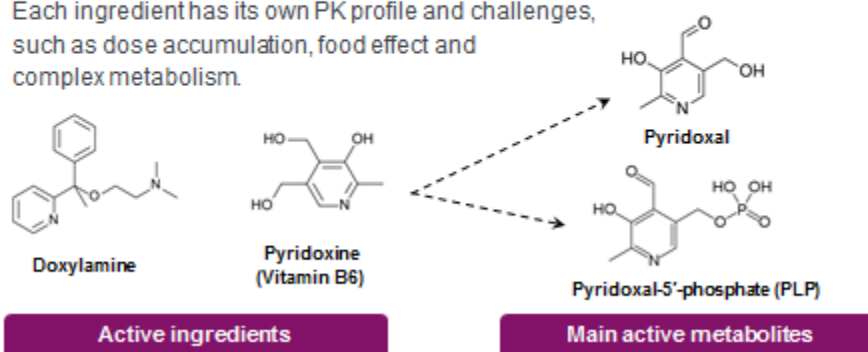 Each ingredient has its own PK profile and challenges,
such as dose accumulation, food effect and
complex metabolism.
O
HO
OH
N
Pyridoxal
HO
OH
HO
N
N
O
N
Doxylamine
Pyridoxine
(Vitamin B6)
O
HO OH
HO
P
O
O
N
Pyridoxal-5'-phosphate (PLP)
Active ingredients
Main active metabolites